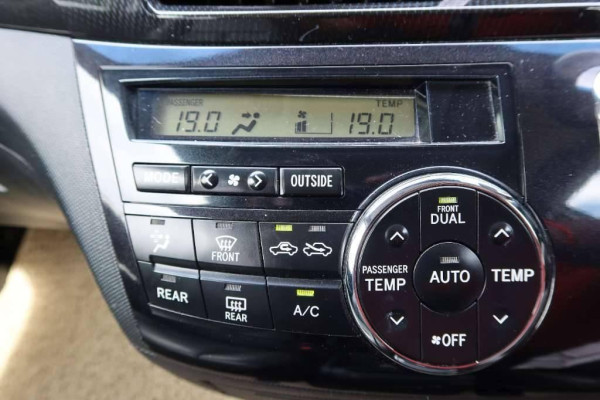 PASSENGER TEMP
19.0 19.0
MODE OUTSIDE
FRONT
DUAL
FRONT
PASSENGER
TEMP
AUTO
TEMP
REAR
REAR
A/C
OFF